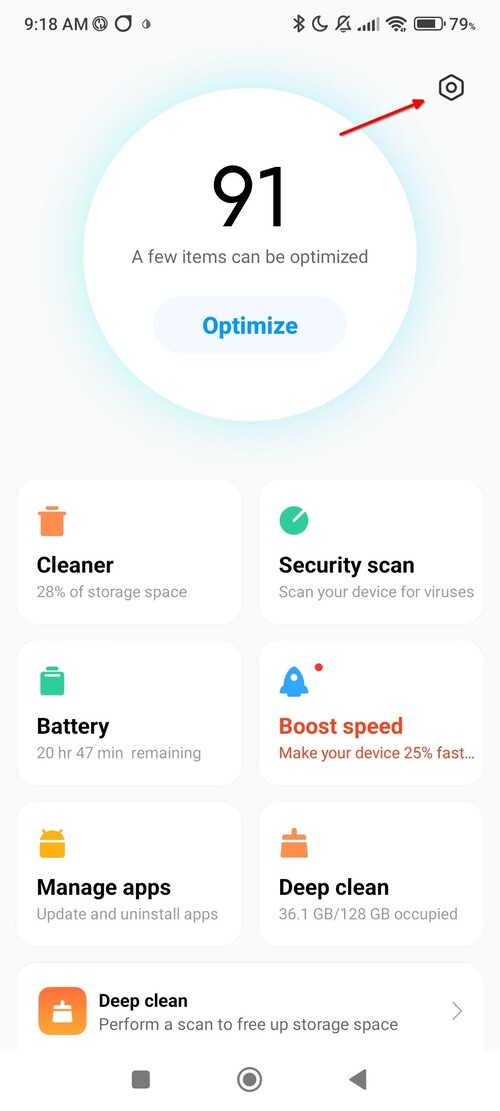 9:18 AM
79%
91
A few items can be optimized
Optimize
Cleaner
28% of storage space
Security scan
Scan your device for viruses
Battery
20 hr 47 min remaining
Boost speed
Make your device 25% fast...
Manage apps
Update and uninstall apps
Deep clean
36.1 GB/128 GB occupied
Deep clean
Perform a scan to free up storage space